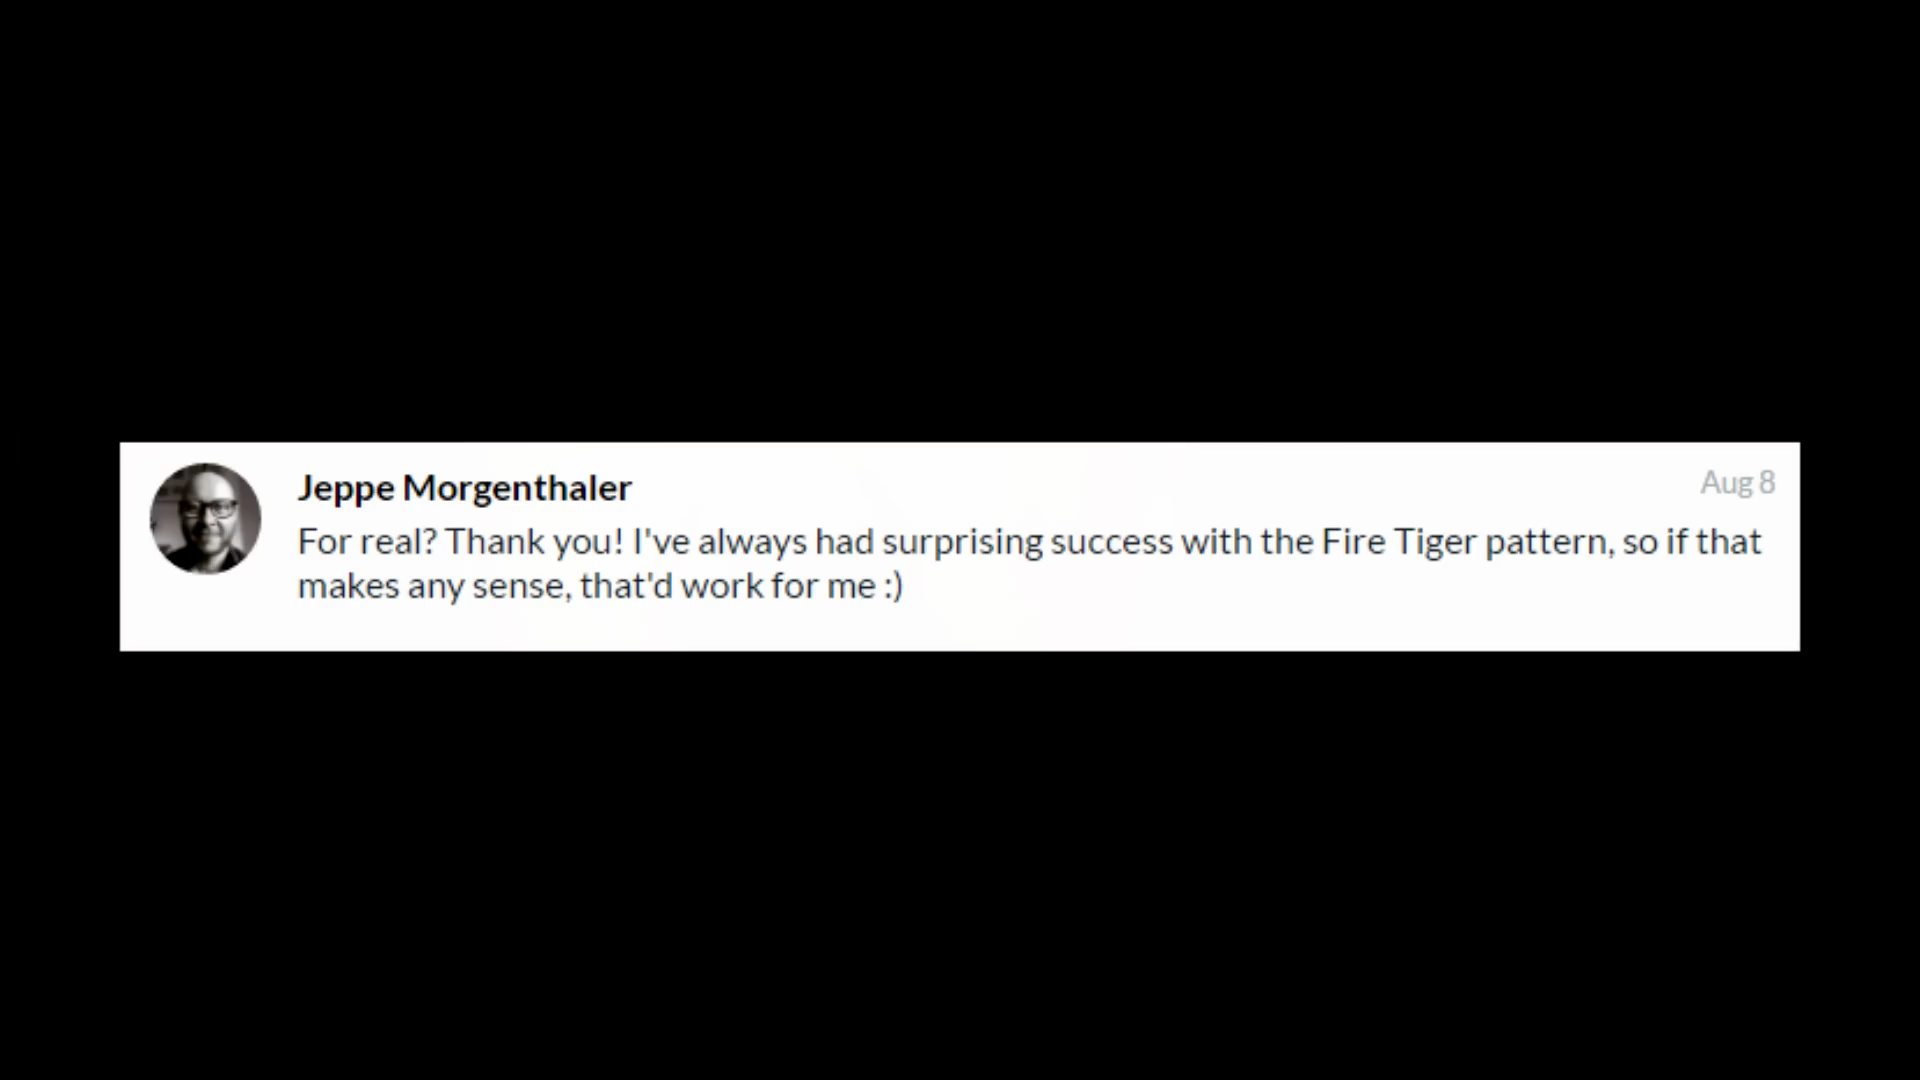 Jeppe Morgenthaler
Aug 8
For real? Thank you! I've always had surprising success with the Fire Tiger pattern, so if that
makes any sense, that'd work for me :)